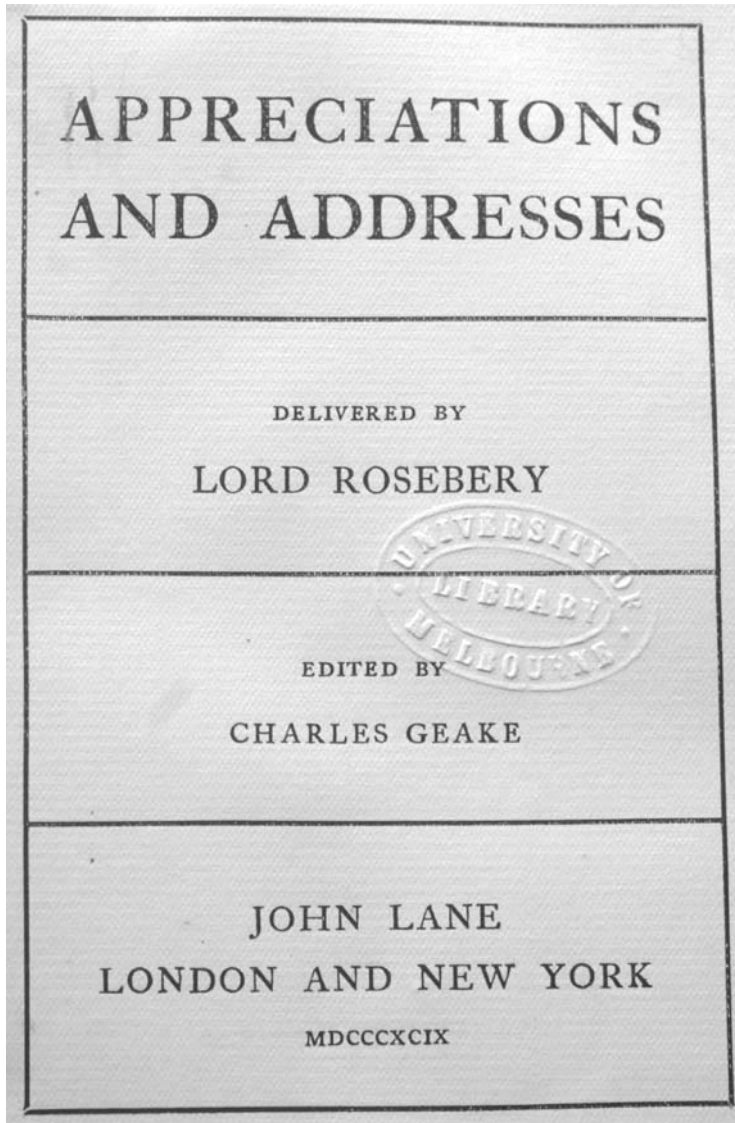 APPRECIATIONS
AND ADDRESSES
DELIVERED BY
LORD ROSEBERY
UNIVERSITY OF
LIBRARY
MELBOURNE
EDITED BY
CHARLES GEAKE
JOHN LANE
LONDON AND NEW YORK
MDCCCXCIX